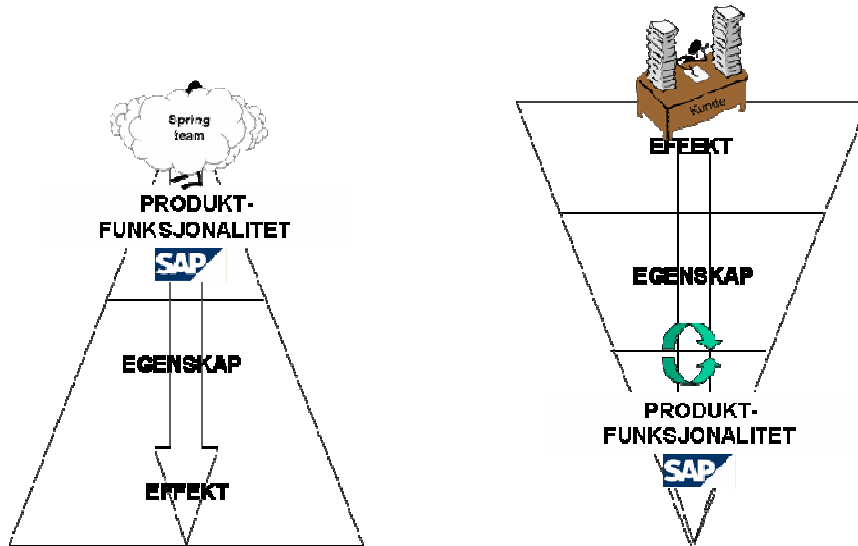 Spring
team
PRODUKT-
FUNKSJONALITET
SAP
EGENSKAP
EFFEKT
Kunde
EFFEKT
EGENSKAP
PRODUKT-
FUNKSJONALITET
SAP